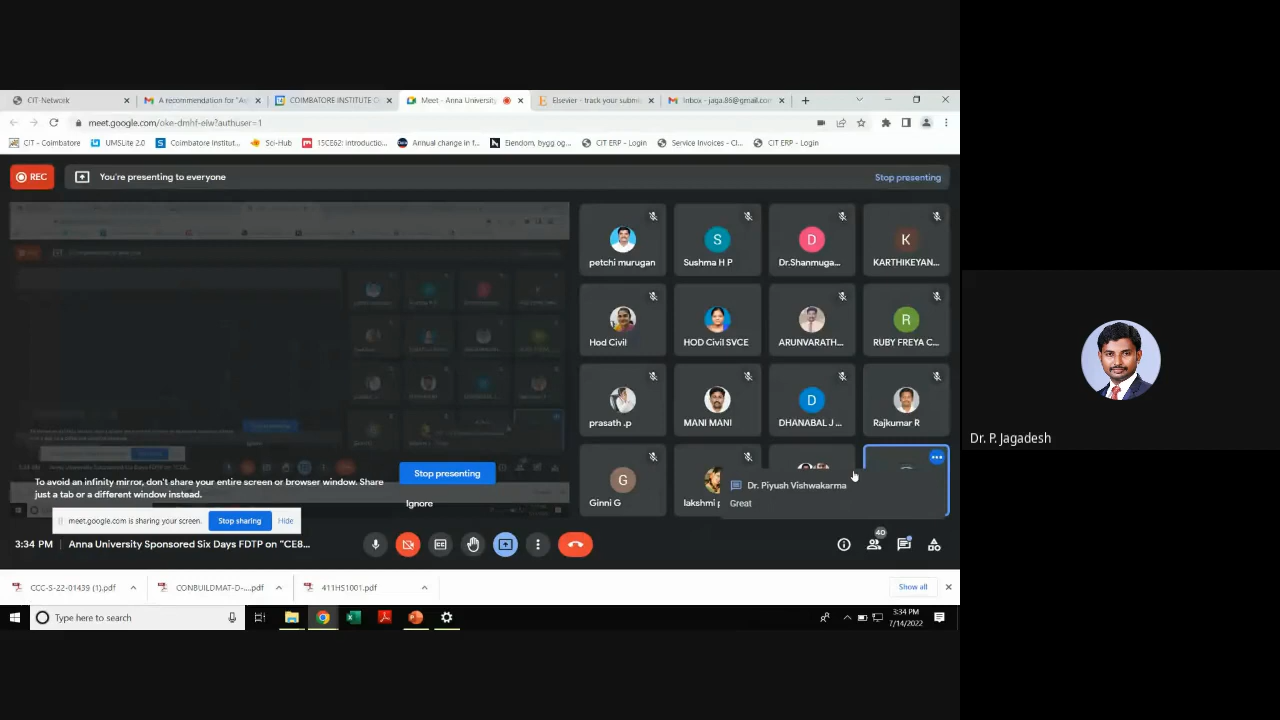 CIT-Network
A recommendation for "Ay
COIMBATORE INSTITUTE O
Meet - Anna University
Elsevier - track your subm
Inbox - jaga.86@gmail.com
meet.google.com/oke-dmhf-eiw?authuser=1
CIT - Coimbatore
UMSLite 2.0
Coimbatore Institut...
Sci-Hub
15CE62: introductio...
Annual change in f...
Eiendom, bygg og...
CIT ERP - Login
Service Invoices - Cl...
CIT ERP - Login
REC
You're presenting to everyone
Stop presenting
petchi murugan
Sushma H P
Dr.Shanmuga...
KARTHIKEYAN...
Hod Civil
HOD Civil SVCE
ARUNVARATH...
RUBY FREYA C...
prasath .p
MANI MANI
DHANABAL J ...
Rajkumar R
Ginni G
lakshmi
Dr. Piyush Vishwakarma
Great
Stop presenting
Ignore
To avoid an infinity mirror, don't share your entire screen or browser window. Share
just a tab or a different window instead.
meet.google.com is sharing your screen.
Stop sharing
Hide
3:34 PM | Anna University Sponsored Six Days FDTP on "CE8...
40
CCC-S-22-01439 (1).pdf
CONBUILDMAT-D-....pdf
411HS1001.pdf
Show all
Type here to search
3:34 PM
7/14/2022
Dr. P. Jagadesh